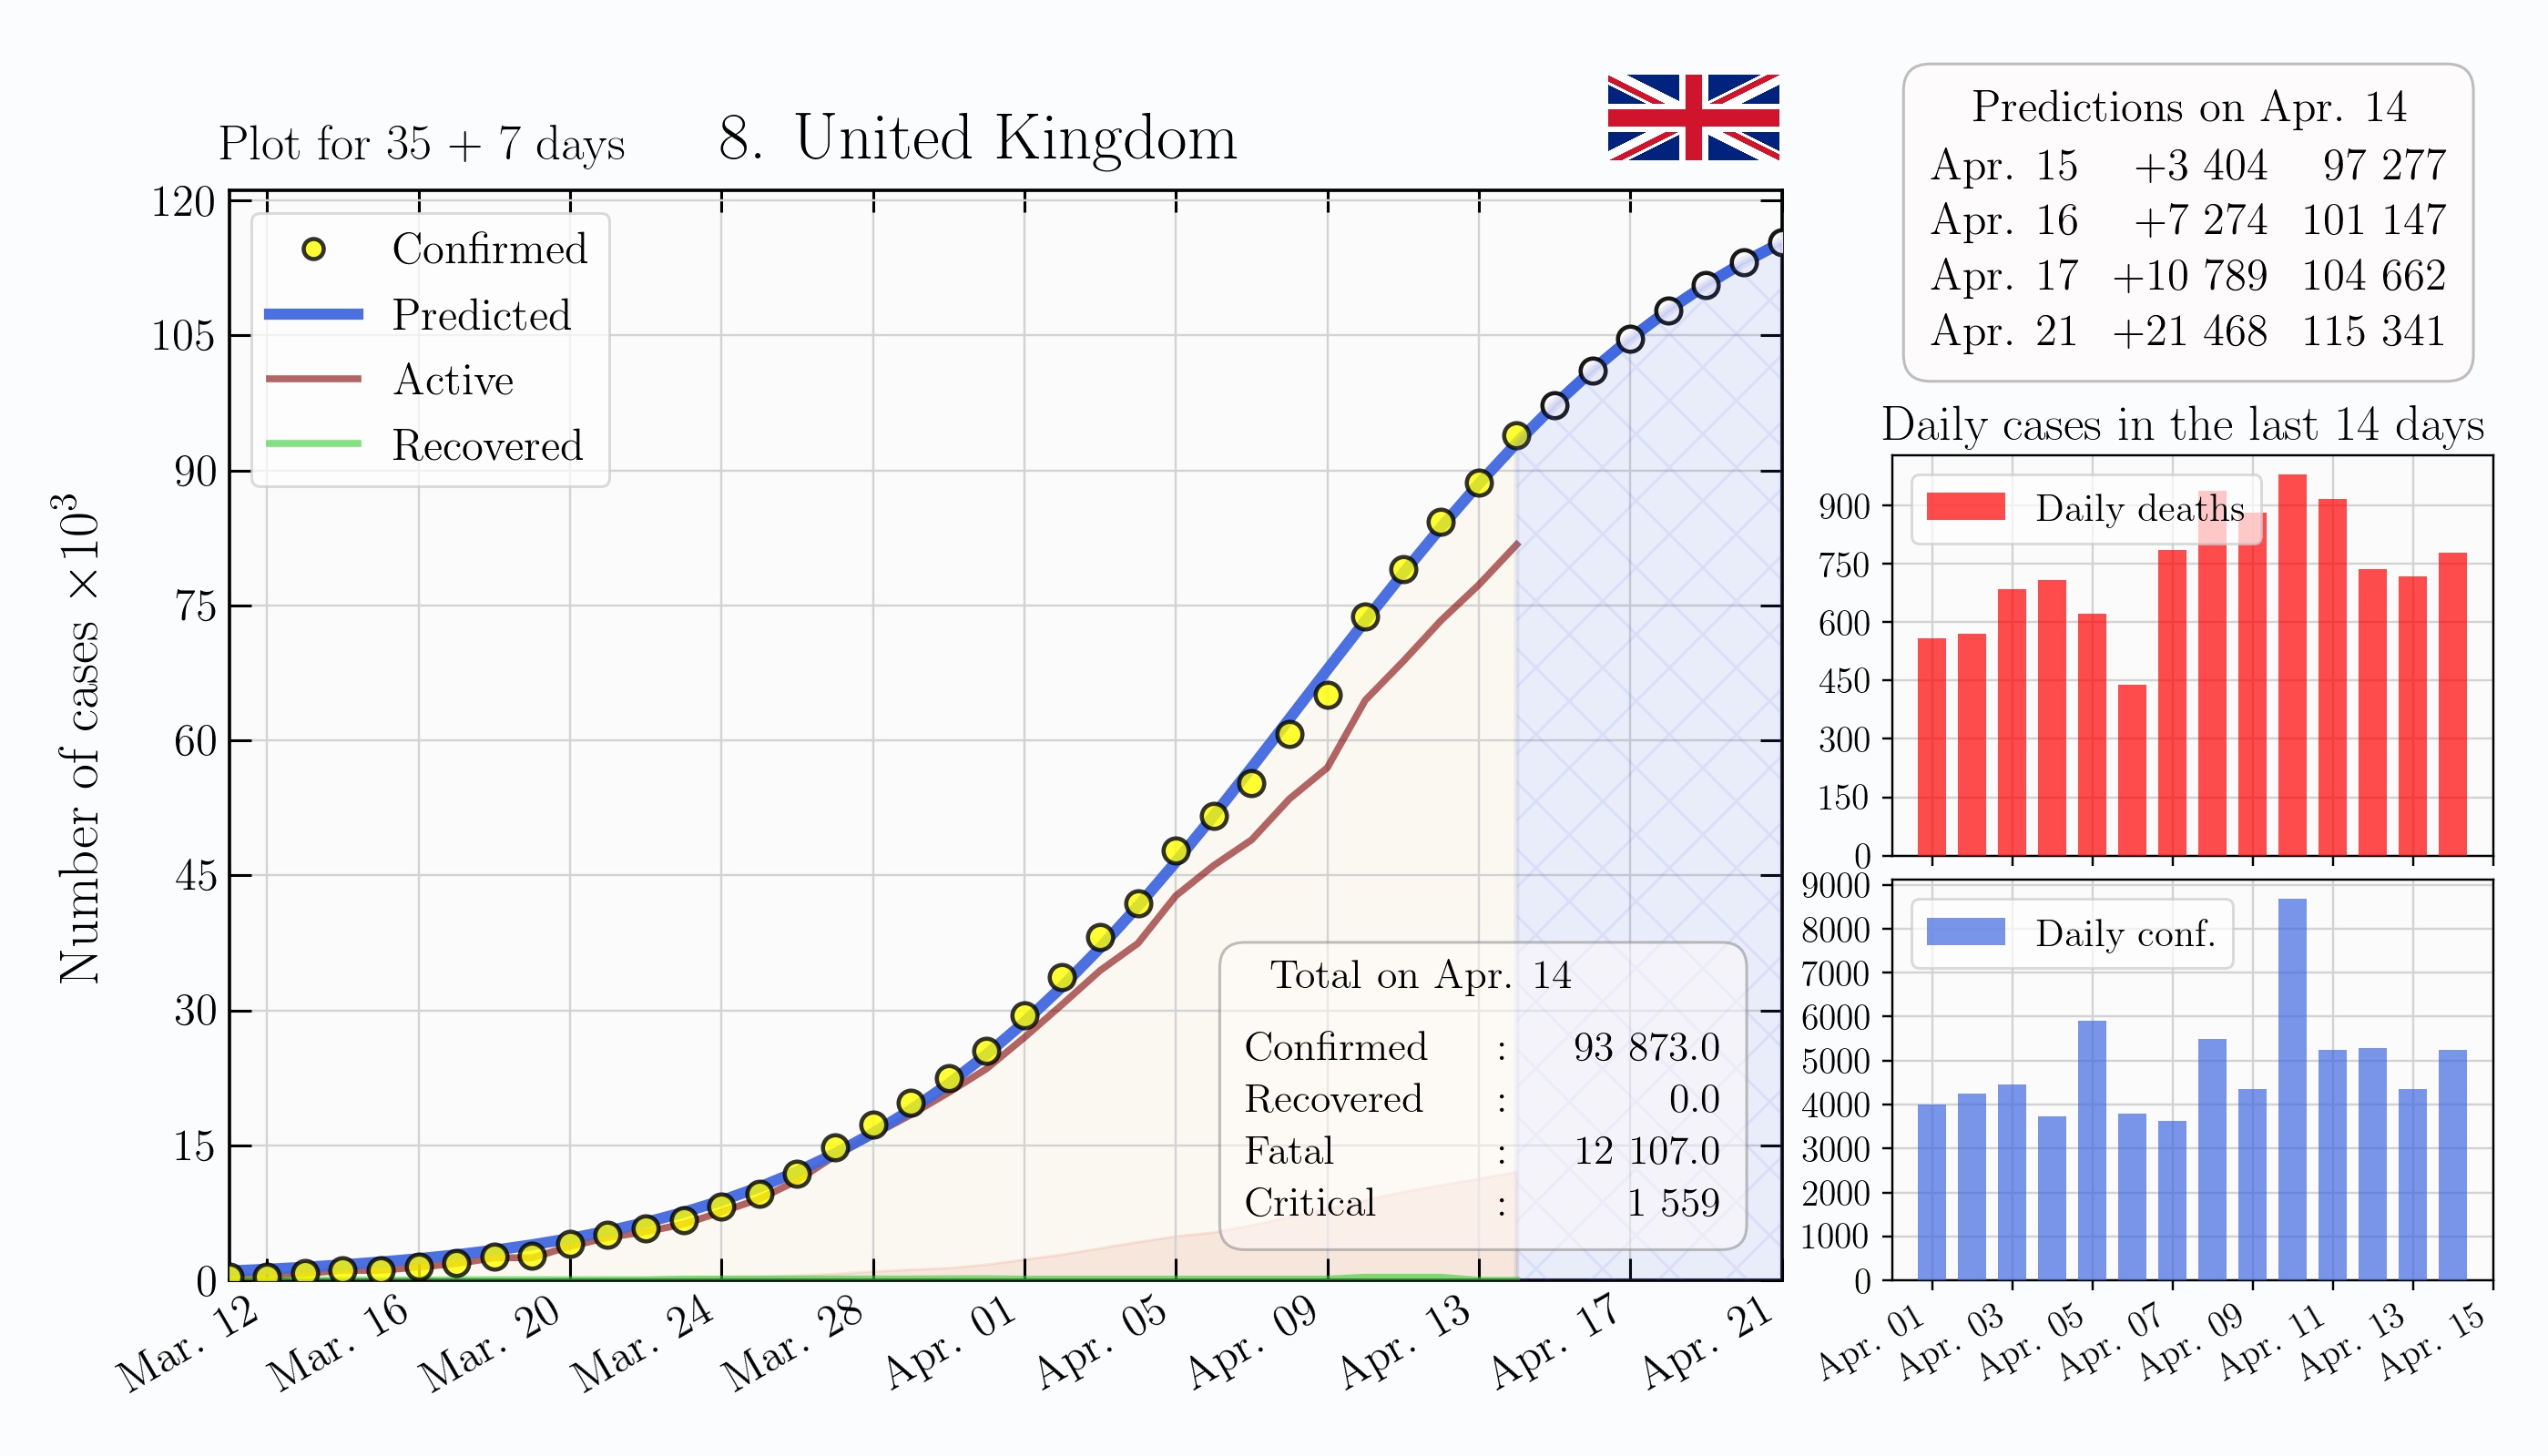 Plot for 35 + 7 days
8. United Kingdom
Number of cases ×10³
120
105
90
75
60
45
30
15
0
Confirmed
Predicted
Active
Recovered
Total on Apr. 14
Confirmed : 93 873.0
Recovered : 0.0
Fatal : 12 107.0
Critical : 1 559
Mar. 12
Mar. 16
Mar. 20
Mar. 24
Mar. 28
Apr. 01
Apr. 05
Apr. 09
Apr. 13
Apr. 17
Apr. 21
Predictions on Apr. 14
Apr. 15 +3 404 97 277
Apr. 16 +7 274 101 147
Apr. 17 +10 789 104 662
Apr. 21 +21 468 115 341
Daily cases in the last 14 days
Daily deaths
900
750
600
450
300
150
0
Daily conf.
9000
8000
7000
6000
5000
4000
3000
2000
1000
0
Apr. 01
Apr. 03
Apr. 05
Apr. 07
Apr. 09
Apr. 11
Apr. 13
Apr. 15